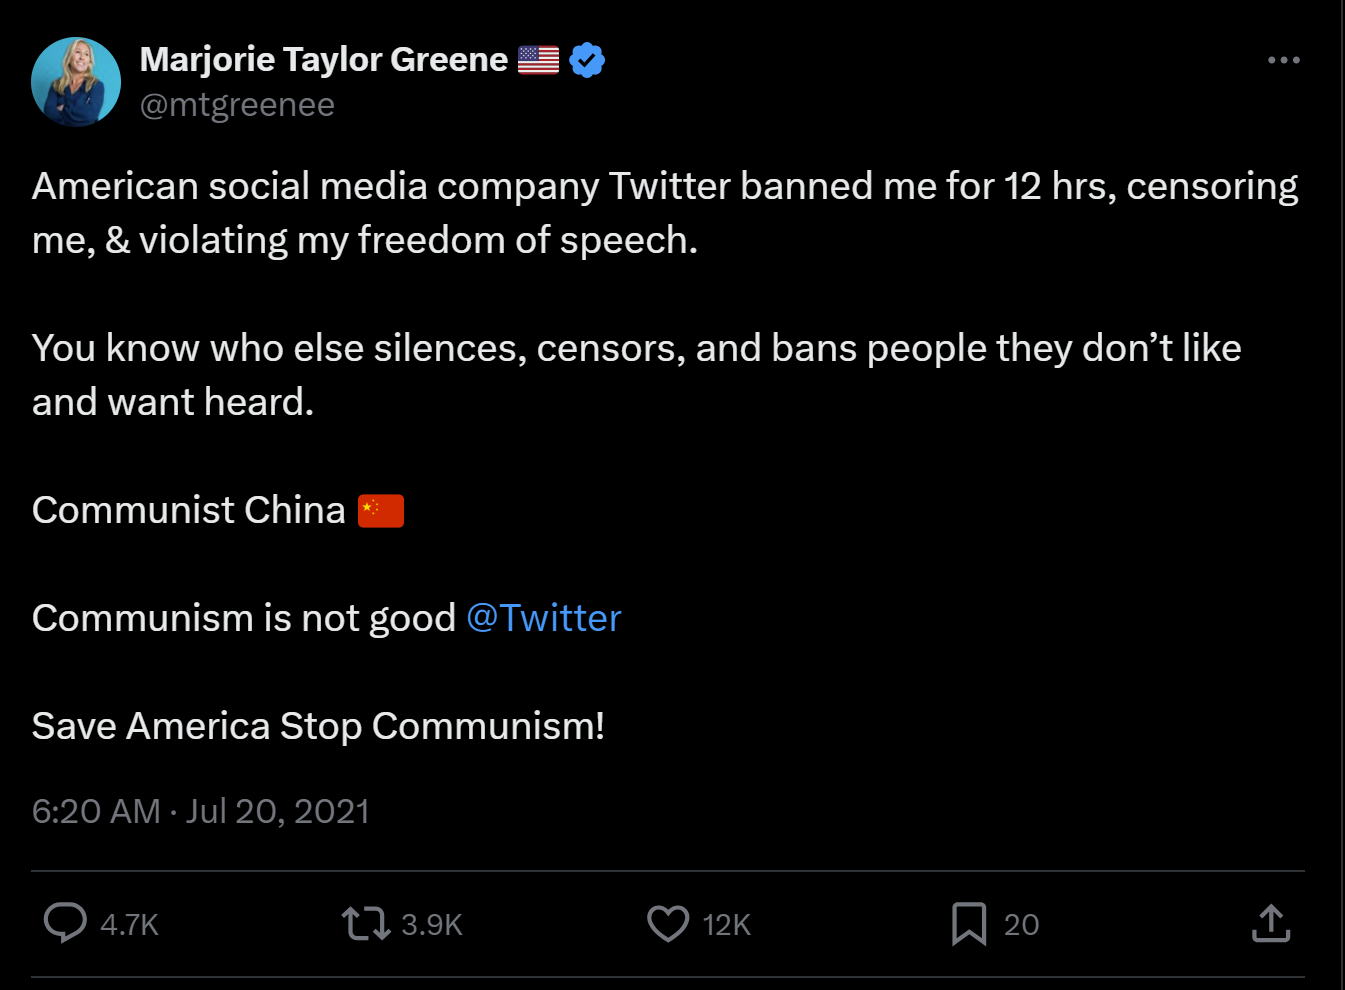 Marjorie Taylor Greene 🇺🇸
@mtgreenee
American social media company Twitter banned me for 12 hrs, censoring
me, & violating my freedom of speech.
You know who else silences, censors, and bans people they don’t like
and want heard.
Communist China 🇨🇳
Communism is not good @Twitter
Save America Stop Communism!
6:20 AM · Jul 20, 2021
4.7K 3.9K 12K 20